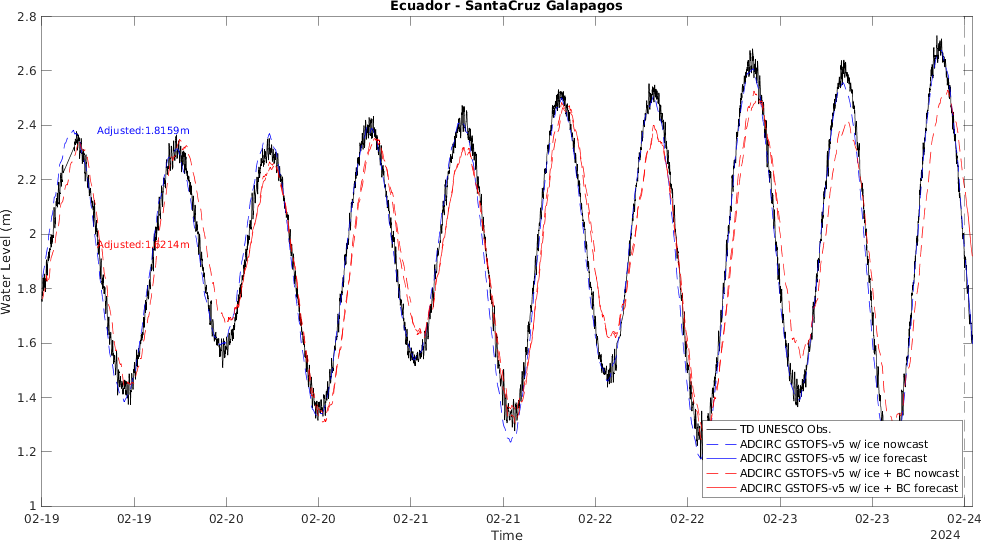 Ecuador - SantaCruz Galapagos
2.8
2.6
2.4
2.2
2
1.8
1.6
1.4
1.2
1
Water Level (m)
Adjusted:1.8159m
TD UNESCO Obs.
ADCIRC GSTOFS-v5 w/ ice nowcast
ADCIRC GSTOFS-v5 w/ ice forecast
ADCIRC GSTOFS-v5 w/ ice + BC nowcast
ADCIRC GSTOFS-v5 w/ ice + BC forecast
02-19 02-19 02-20 02-20 02-21 02-21 02-22 02-22 02-23 02-23 02-24
Time
2024